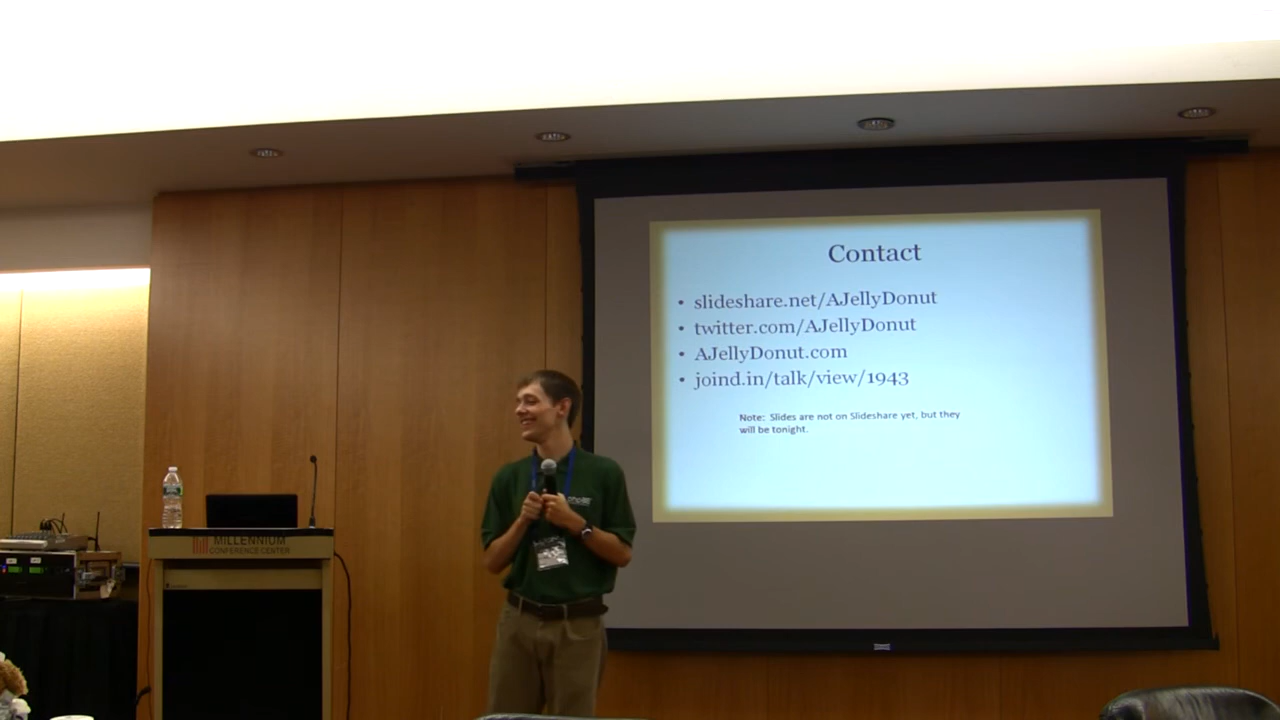 Contact
• slideshare.net/AJellyDonut
• twitter.com/AJellyDonut
• AJellyDonut.com
• joind.in/talk/view/1943
Note: Slides are not on Slideshare yet, but they
will be tonight.
MILLENNIUM
CONFERENCE CENTER